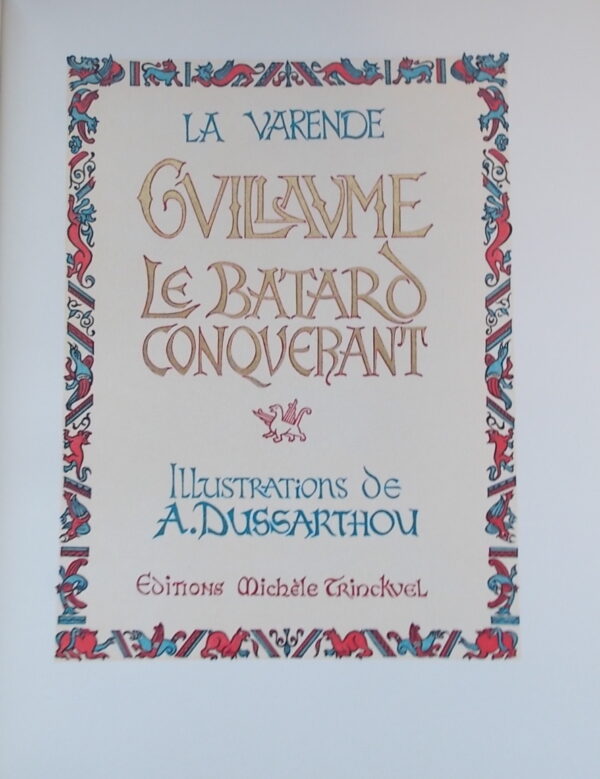 LA VARENDE
GVILLAVME
LE BATARD
CONQVERANT
ILLUSTRATIONS DE
A. DUSSARTHOU
EDITIONS MICHÈLE TRINCKVEL